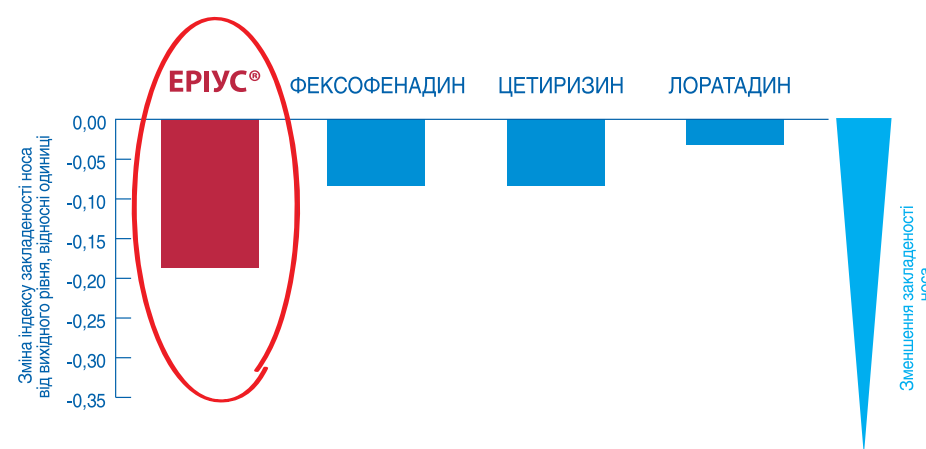 ЕРІУС®
ФЕКСОФЕНАДИН
ЦЕТИРИЗИН
ЛОРАТАДИН
Зміна індексу закладеності носа
від вихідного рівня, відносні одиниці
0,00
-0,05
-0,10
-0,15
-0,20
-0,25
-0,30
-0,35
Зменшення закладеності
носа